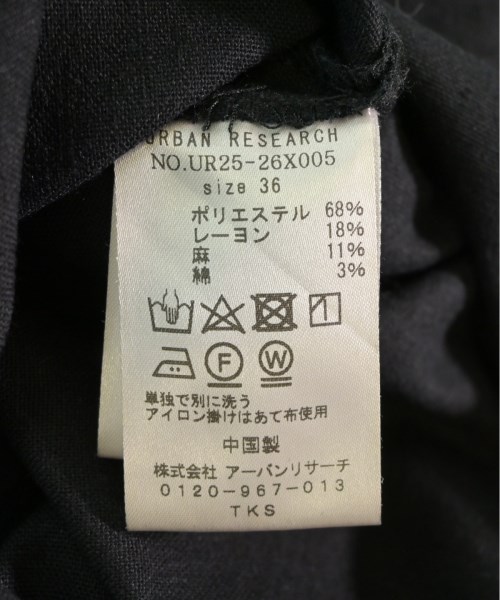 URBAN RESEARCH
NO.UR25-26X005
size 36
ポリエステル 68%
レーヨン 18%
麻 11%
綿 3%
F W
単独で別に洗う
アイロン掛けはあて布使用
中国製
株式会社 アーバンリサーチ
0120-967-013
TKS